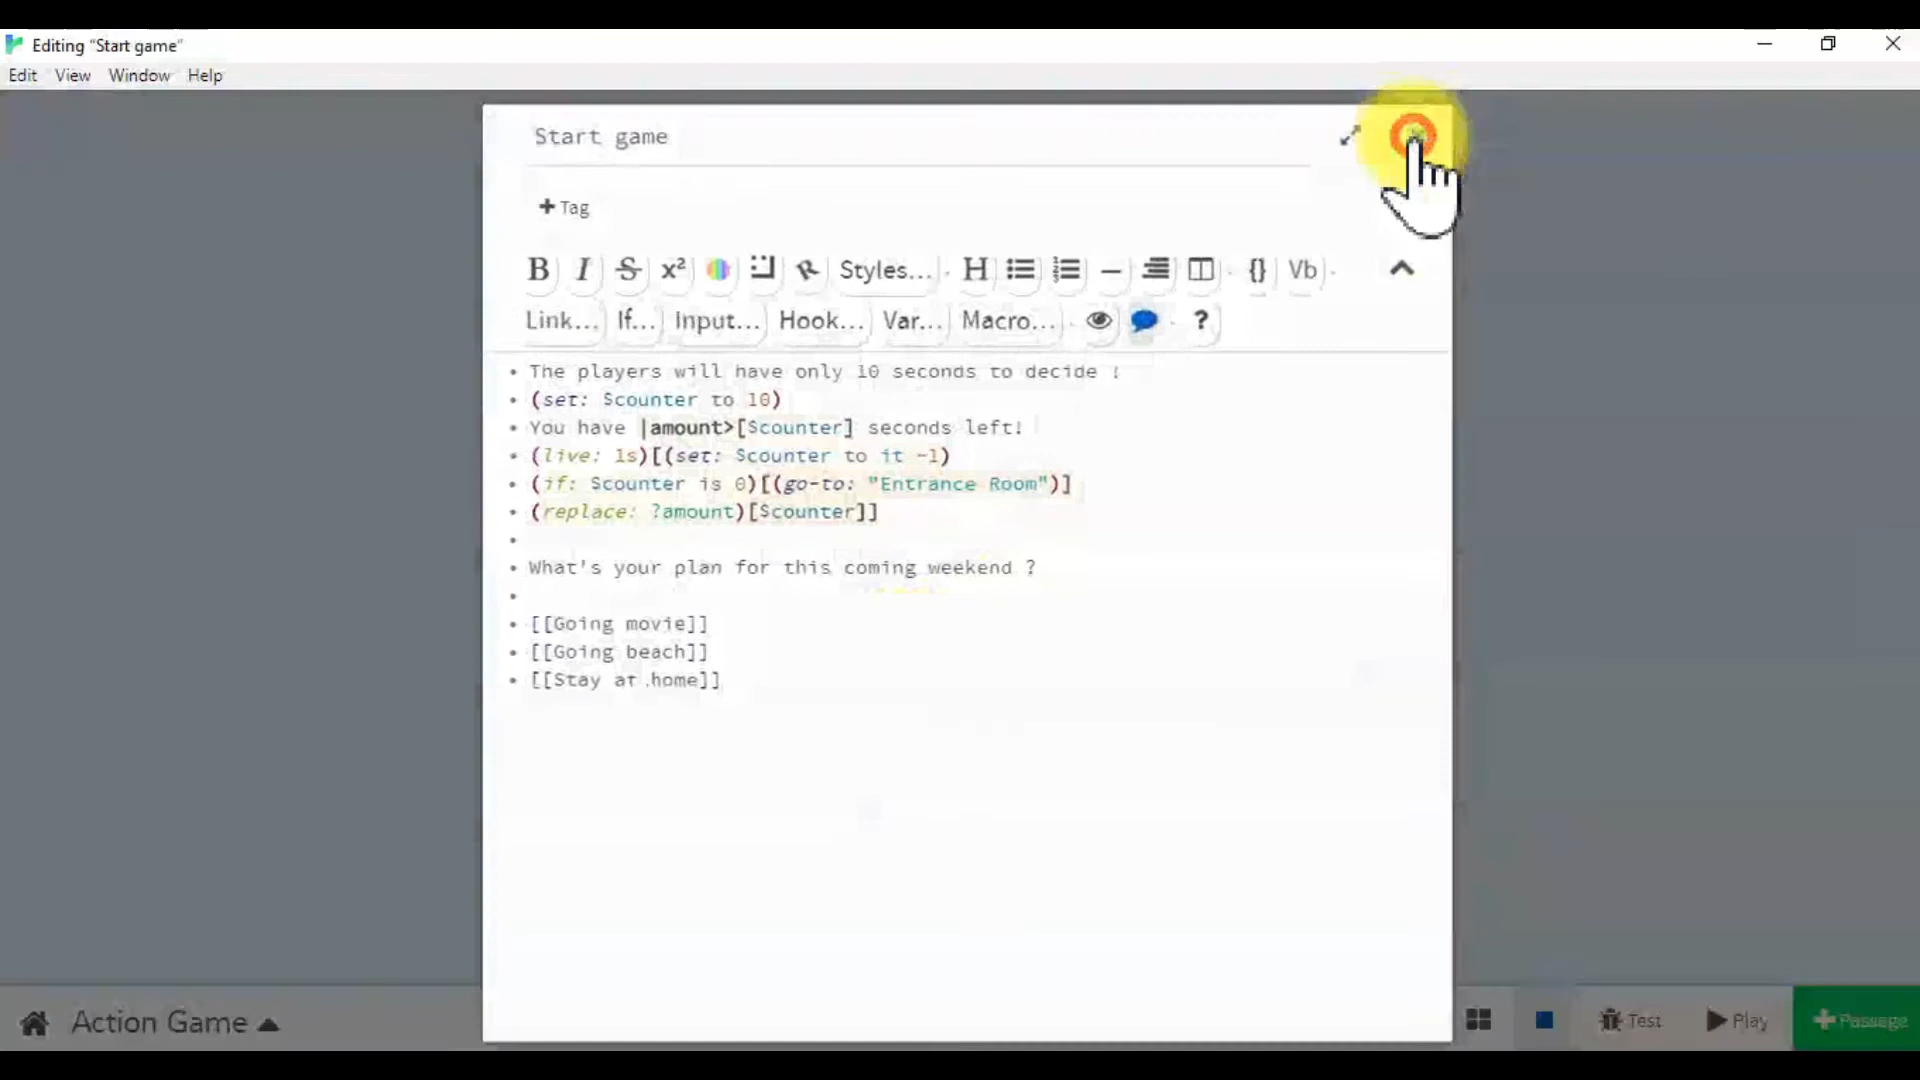 Editing "Start game"
Edit View Window Help
Start game
+ Tag
B I S x² Styles... H {} Vb
Link... If... Input... Hook... Var... Macro... ?
The players will have only 10 seconds to decide !
(set: $counter to 10)
You have |amount>[$counter] seconds left!
(live: 1s)[(set: $counter to it -1)
(if: $counter is 0)[(go-to: "Entrance Room")]
(replace: ?amount)[$counter]]
What's your plan for this coming weekend ?
[[Going movie]]
[[Going beach]]
[[Stay at home]]
Action Game
Test
Play
+ Passage